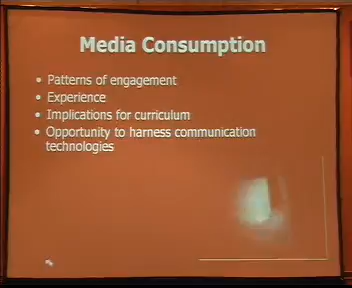 Media Consumption
• Patterns of engagement
• Experience
• Implications for curriculum
• Opportunity to harness communication
technologies